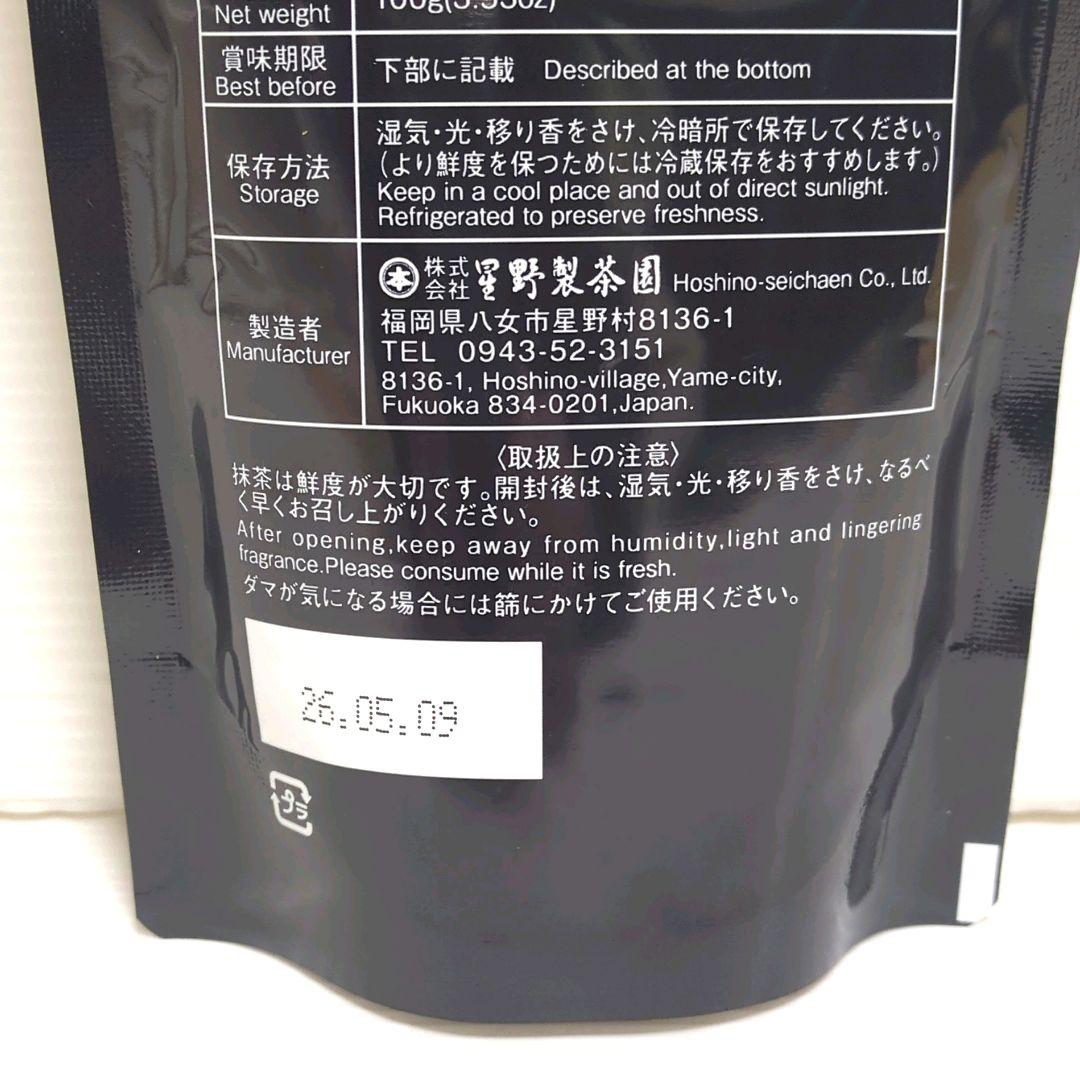 Net weight
100g(3.53oz)
賞味期限
Best before
下部に記載 Described at the bottom
保存方法
Storage
湿気・光・移り香をさけ、冷暗所で保存してください。
(より鮮度を保つためには冷蔵保存をおすすめします。)
Keep in a cool place and out of direct sunlight.
Refrigerated to preserve freshness.
製造者
Manufacturer
本 株式会社 星野製茶園 Hoshino-seichaen Co., Ltd.
福岡県八女市星野村8136-1
TEL 0943-52-3151
8136-1, Hoshino-village,Yame-city,
Fukuoka 834-0201,Japan.
〈取扱上の注意〉
抹茶は鮮度が大切です。開封後は、湿気・光・移り香をさけ、なるべ
く早くお召し上がりください。
After opening,keep away from humidity,light and lingering
fragrance.Please consume while it is fresh.
ダマが気になる場合には篩にかけてご使用ください。
26.05.09
プラ